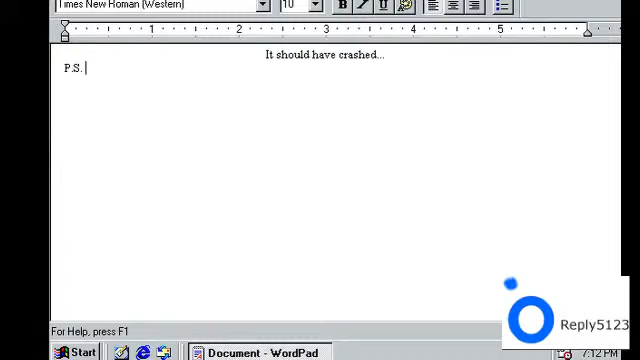 Times New Roman (Western) 10 B I U
1 2 3 4 5
It should have crashed...
P.S.
For Help, press F1
Reply5123
Start Document - WordPad 7:12 PM